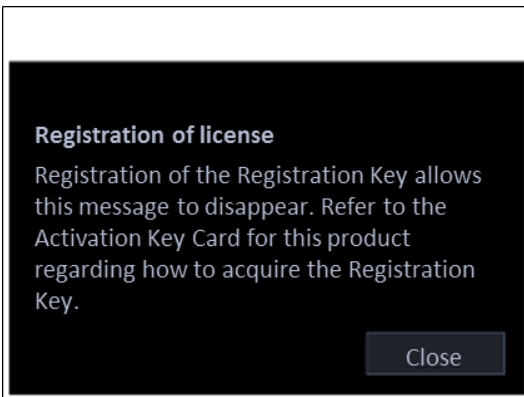 Registration of license
Registration of the Registration Key allows
this message to disappear. Refer to the
Activation Key Card for this product
regarding how to acquire the Registration
Key.
Close